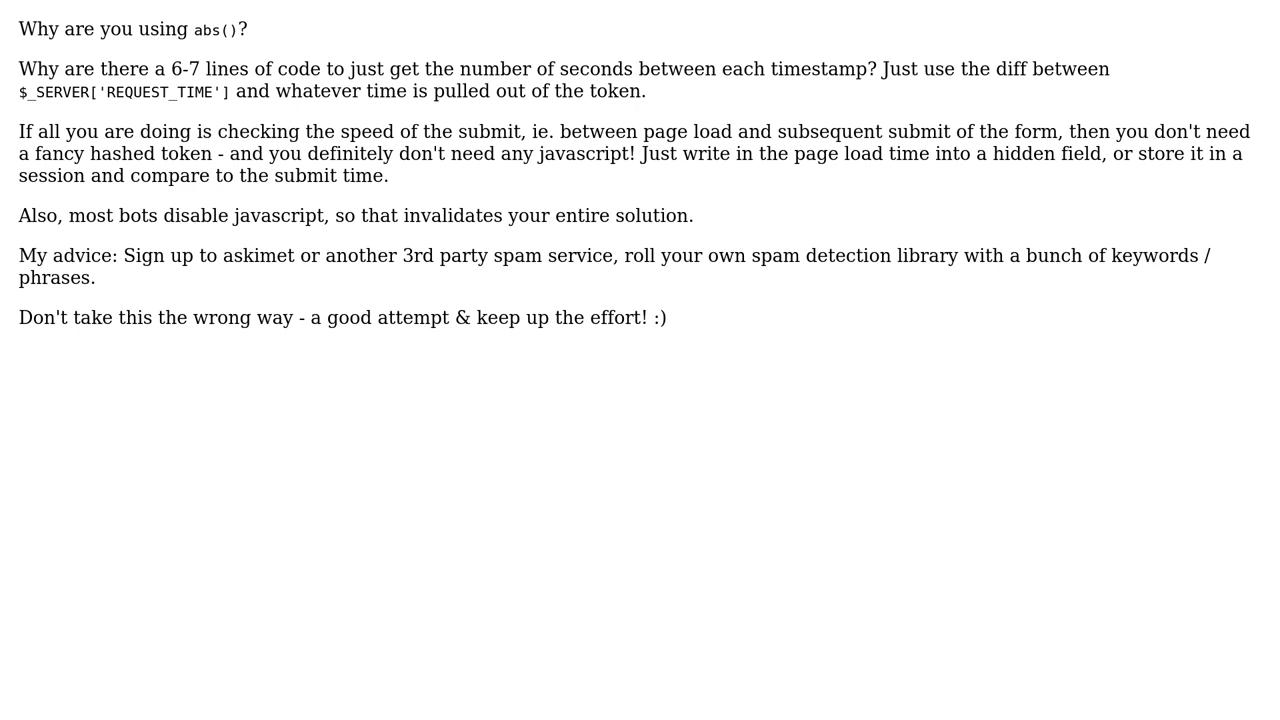 Why are you using abs()?
Why are there a 6-7 lines of code to just get the number of seconds between each timestamp? Just use the diff between
$_SERVER['REQUEST_TIME'] and whatever time is pulled out of the token.
If all you are doing is checking the speed of the submit, ie. between page load and subsequent submit of the form, then you don't need
a fancy hashed token - and you definitely don't need any javascript! Just write in the page load time into a hidden field, or store it in a
session and compare to the submit time.
Also, most bots disable javascript, so that invalidates your entire solution.
My advice: Sign up to askimet or another 3rd party spam service, roll your own spam detection library with a bunch of keywords /
phrases.
Don't take this the wrong way - a good attempt & keep up the effort! :)